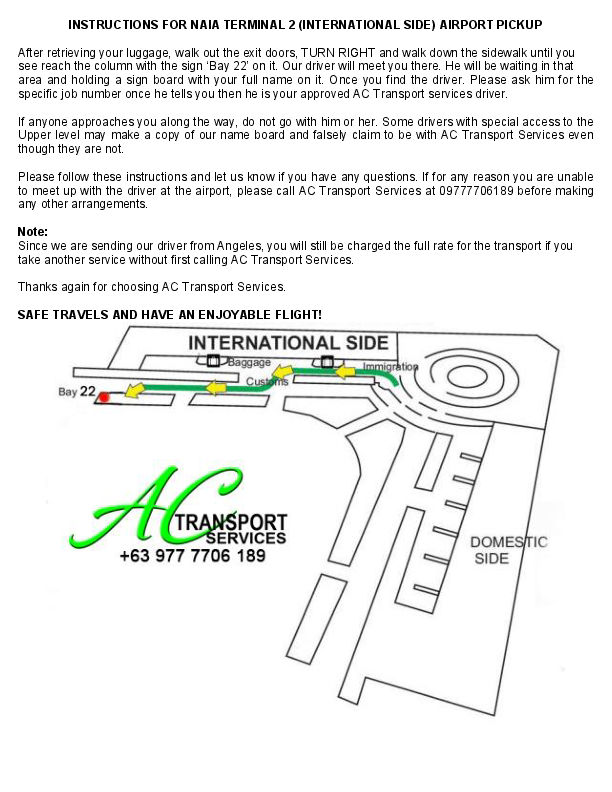 INSTRUCTIONS FOR NAIA TERMINAL 2 (INTERNATIONAL SIDE) AIRPORT PICKUP
After retrieving your luggage, walk out the exit doors, TURN RIGHT and walk down the sidewalk until you
see reach the column with the sign ‘Bay 22’ on it. Our driver will meet you there. He will be waiting in that
area and holding a sign board with your full name on it. Once you find the driver. Please ask him for the
specific job number once he tells you then he is your approved AC Transport services driver.
If anyone approaches you along the way, do not go with him or her. Some drivers with special access to the
Upper level may make a copy of our name board and falsely claim to be with AC Transport Services even
though they are not.
Please follow these instructions and let us know if you have any questions. If for any reason you are unable
to meet up with the driver at the airport, please call AC Transport Services at 09777706189 before making
any other arrangements.
Note:
Since we are sending our driver from Angeles, you will still be charged the full rate for the transport if you
take another service without first calling AC Transport Services.
Thanks again for choosing AC Transport Services.
SAFE TRAVELS AND HAVE AN ENJOYABLE FLIGHT!
INTERNATIONAL SIDE
Baggage
Immigration
Customs
Bay 22
AC
TRANSPORT
SERVICES
+63 977 7706 189
DOMESTIC
SIDE